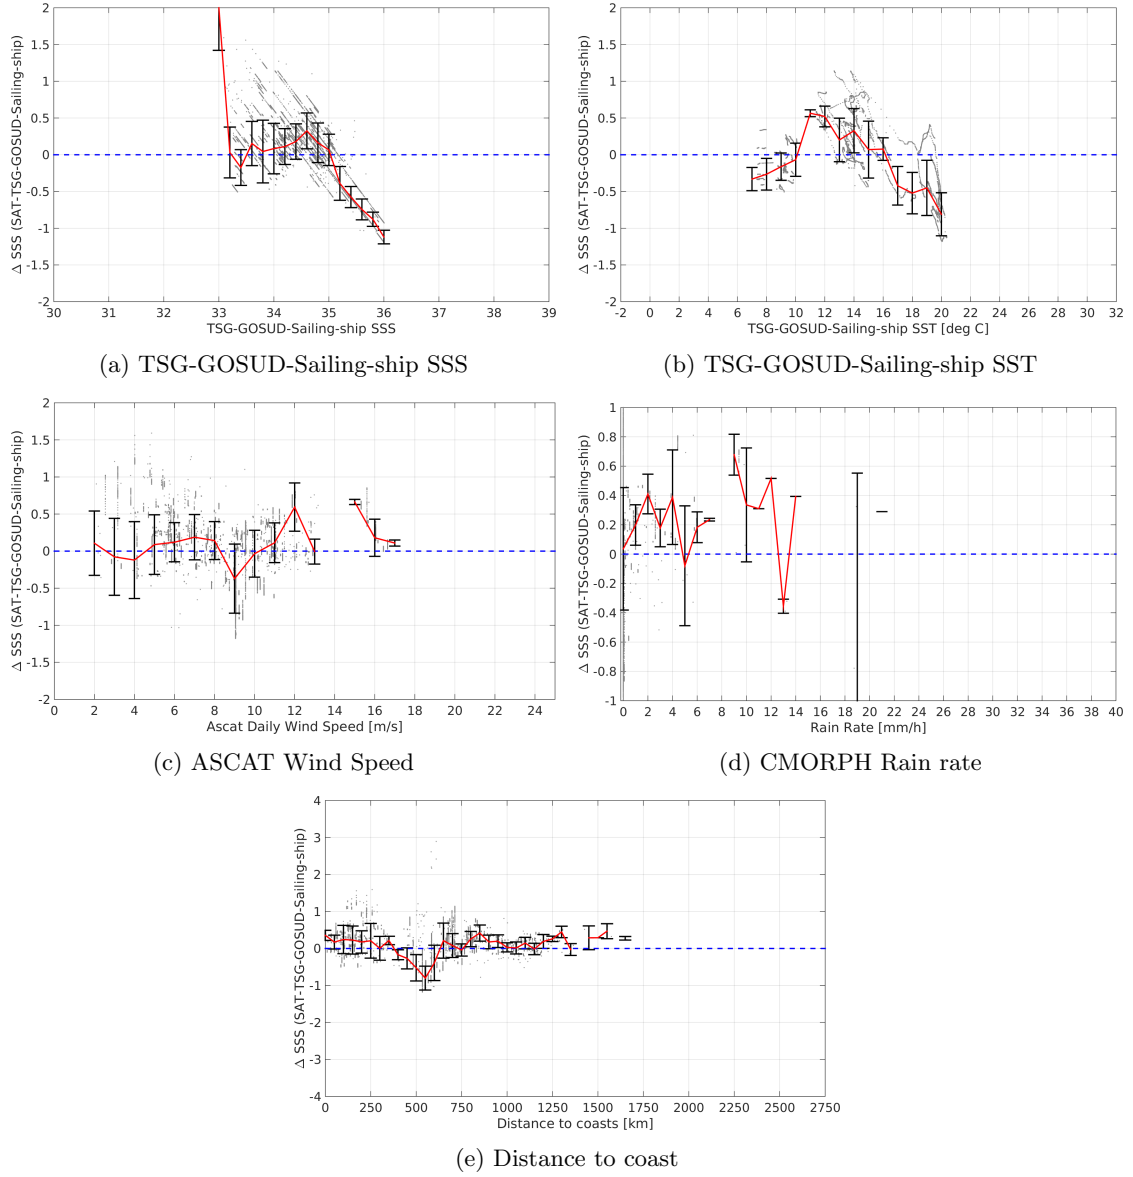 2
1.5
1
0.5
0
-0.5
-1
-1.5
-2
30 31 32 33 34 35 36 37 38 39
Δ SSS (SAT-TSG-GOSUD-Sailing-ship)
TSG-GOSUD-Sailing-ship SSS
(a) TSG-GOSUD-Sailing-ship SSS
2
1.5
1
0.5
0
-0.5
-1
-1.5
-2
-2 0 2 4 6 8 10 12 14 16 18 20 22 24 26 28 30 32
Δ SSS (SAT-TSG-GOSUD-Sailing-ship)
TSG-GOSUD-Sailing-ship SST [deg C]
(b) TSG-GOSUD-Sailing-ship SST
2
1.5
1
0.5
0
-0.5
-1
-1.5
-2
0 2 4 6 8 10 12 14 16 18 20 22 24
Δ SSS (SAT-TSG-GOSUD-Sailing-ship)
Ascat Daily Wind Speed [m/s]
(c) ASCAT Wind Speed
1
0.8
0.6
0.4
0.2
0
-0.2
-0.4
-0.6
-0.8
-1
0 2 4 6 8 10 12 14 16 18 20 22 24 26 28 30 32 34 36 38 40
Δ SSS (SAT-TSG-GOSUD-Sailing-ship)
Rain Rate [mm/h]
(d) CMORPH Rain rate
4
3
2
1
0
-1
-2
-3
-4
0 250 500 750 1000 1250 1500 1750 2000 2250 2500 2750
Δ SSS (SAT-TSG-GOSUD-Sailing-ship)
Distance to coasts [km]
(e) Distance to coast